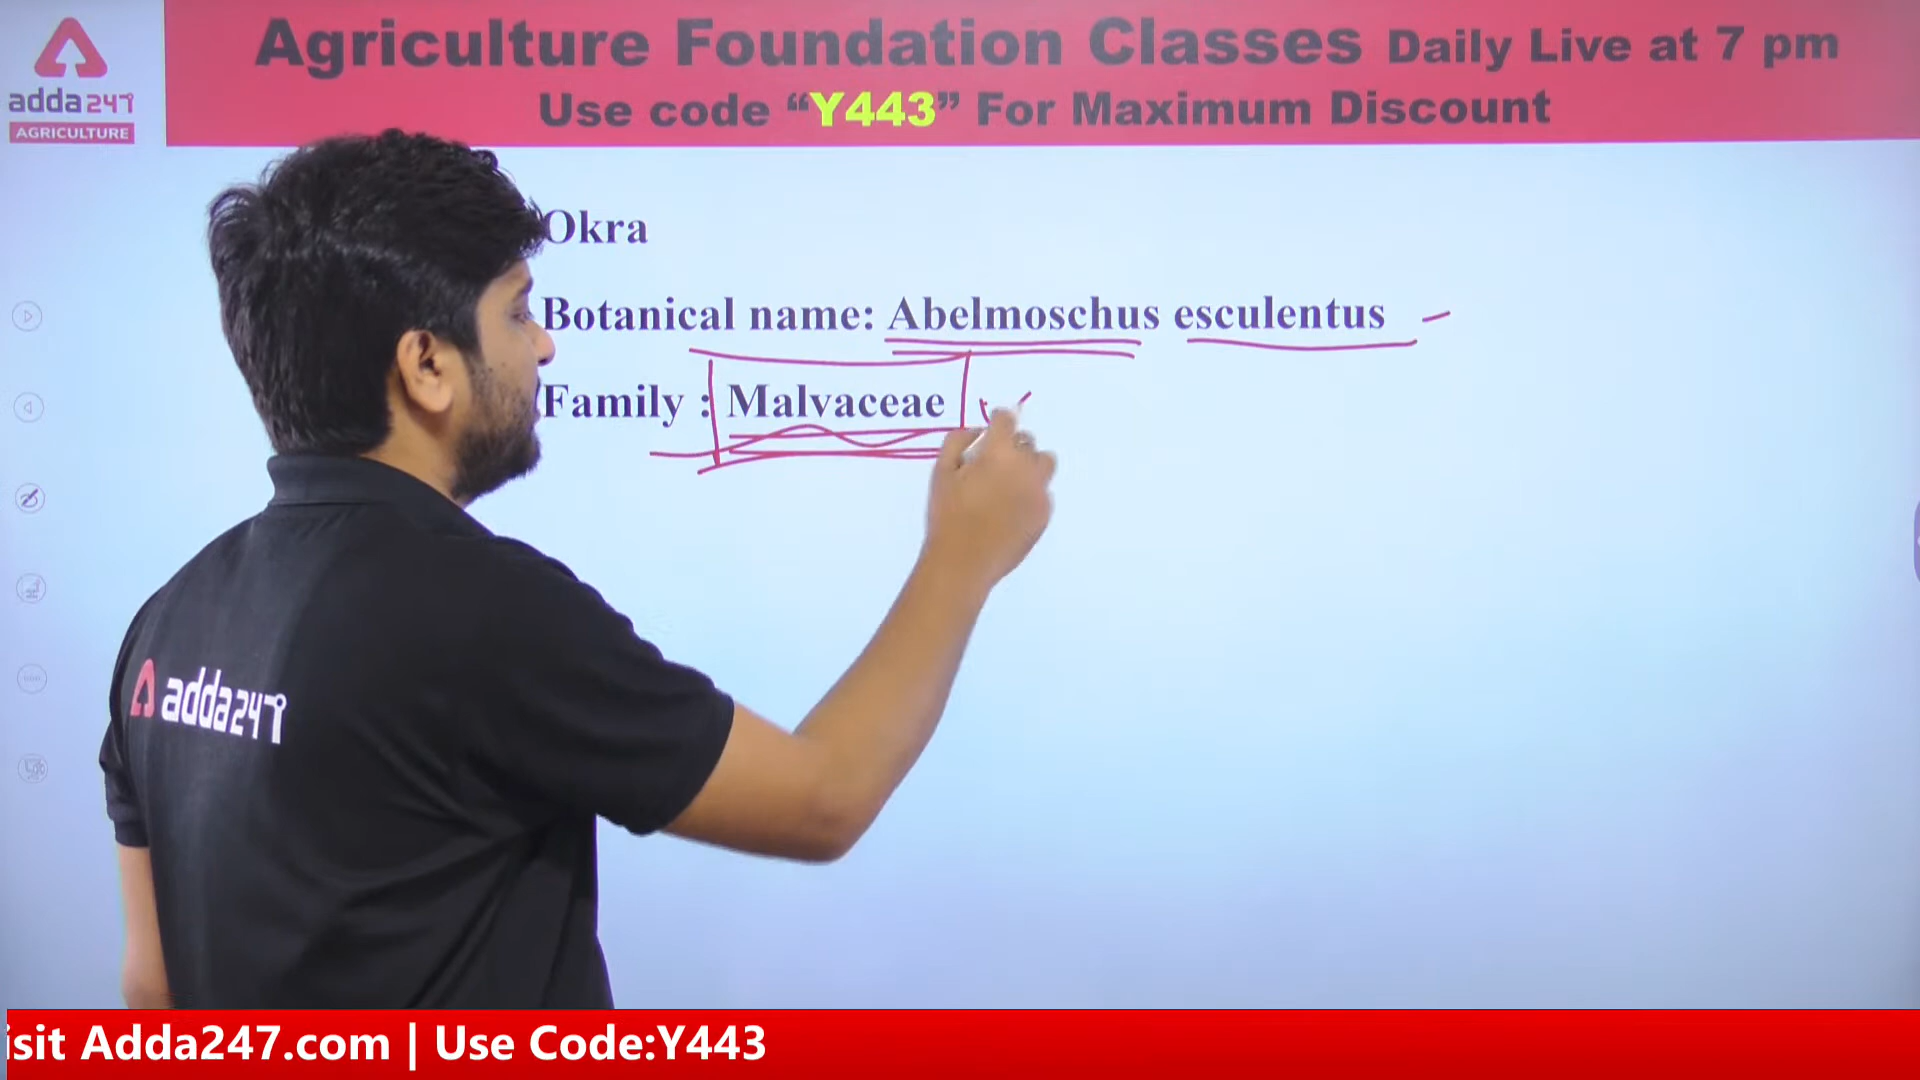 Agriculture Foundation Classes Daily Live at 7 pm
Use code “Y443” For Maximum Discount
adda247
AGRICULTURE
Okra
Botanical name: Abelmoschus esculentus
Family : Malvaceae
adda247
isit Adda247.com | Use Code:Y443